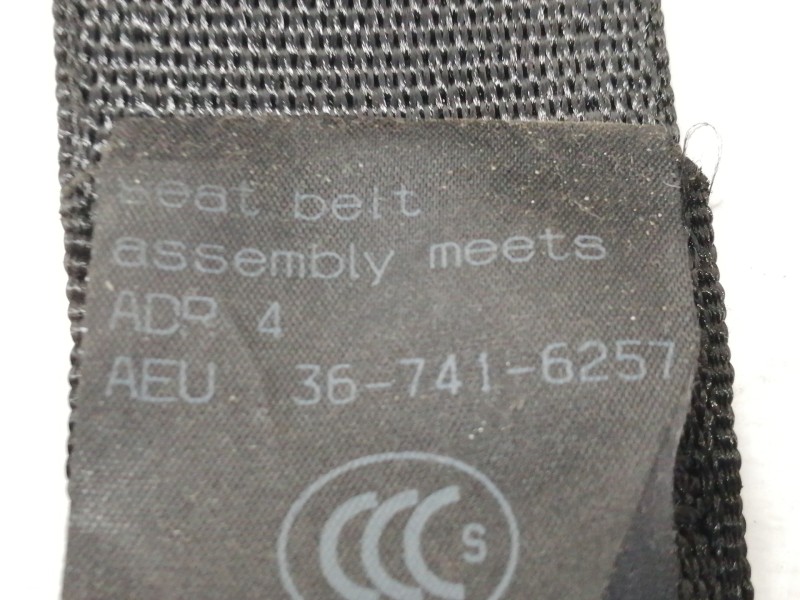 Seat belt
assembly meets
ADR 4
AEU 36-741-6257
CCC S